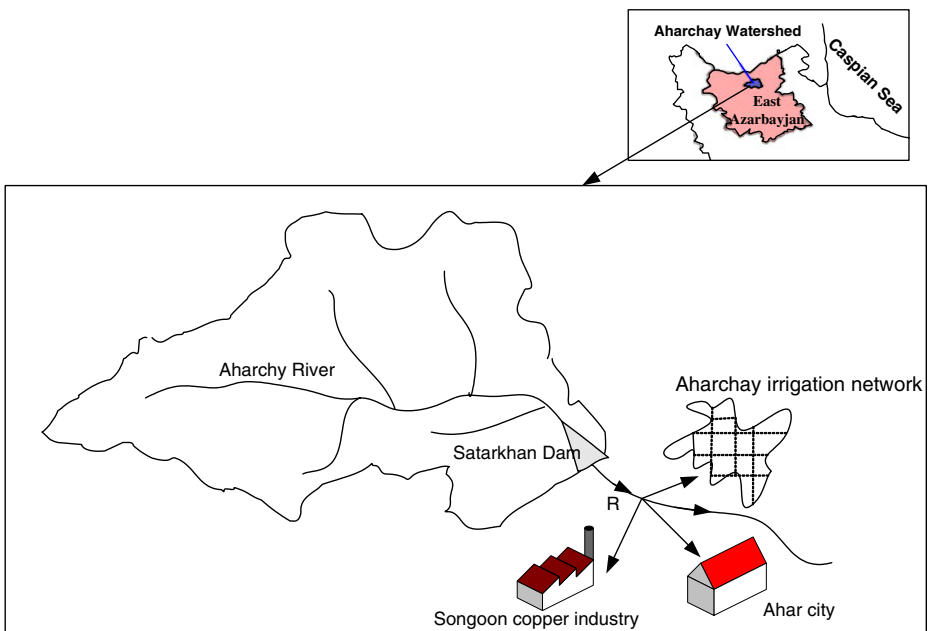 Aharchay Watershed
Caspian Sea
East
Azarbayjan
Aharchy River
Aharchay irrigation network
Satarkhan Dam
R
Songoon copper industry
Ahar city